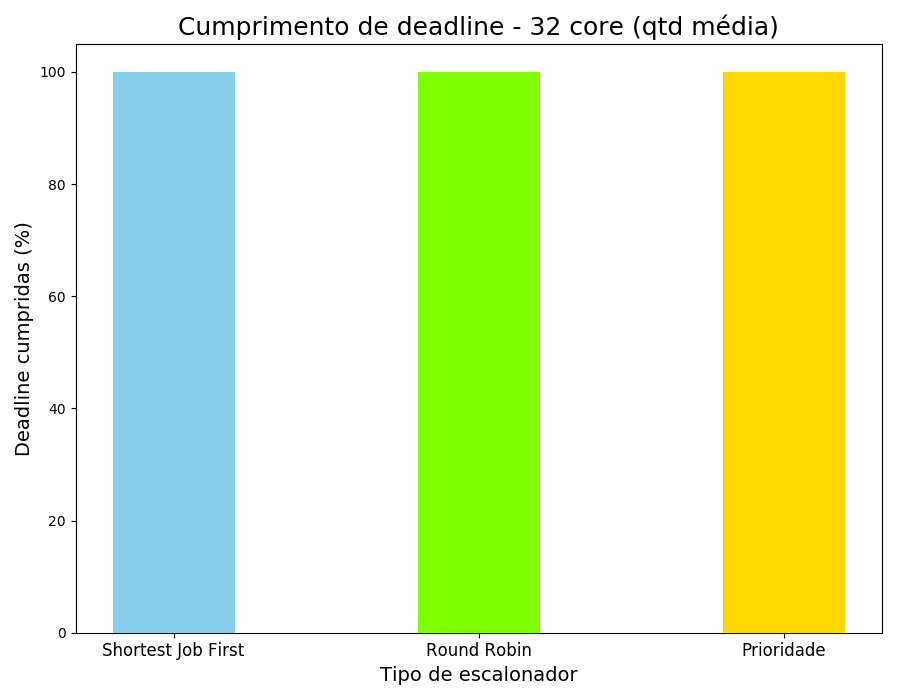 Cumprimento de deadline - 32 core (qtd média)
Deadline cumpridas (%)
100
80
60
40
20
0
Shortest Job First Round Robin Prioridade
Tipo de escalonador